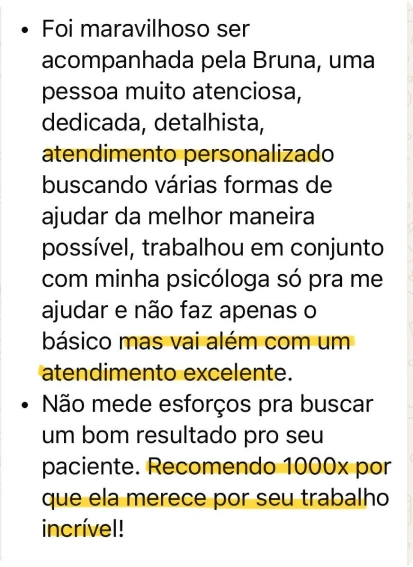 • Foi maravilhoso ser
acompanhada pela Bruna, uma
pessoa muito atenciosa,
dedicada, detalhista,
atendimento personalizado
buscando várias formas de
ajudar da melhor maneira
possível, trabalhou em conjunto
com minha psicóloga só pra me
ajudar e não faz apenas o
básico mas vai além com um
atendimento excelente.
• Não mede esforços pra buscar
um bom resultado pro seu
paciente. Recomendo 1000x por
que ela merece por seu trabalho
incrível!